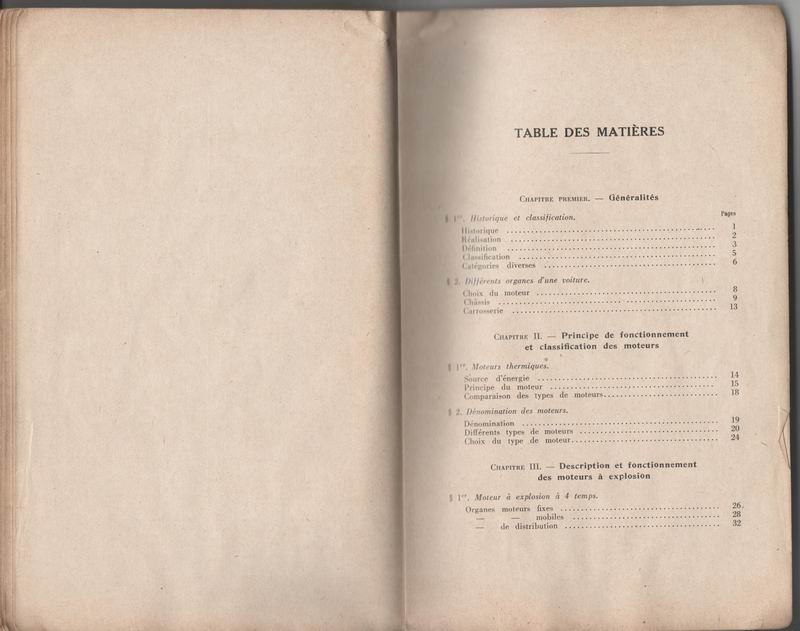 TABLE DES MATIÈRES
CHAPITRE PREMIER. — Généralités
Pages
§ 1er. Historique et classification.
Historique .......... 1
Réalisation .......... 2
Définition .......... 3
Classification .......... 5
Catégories diverses .......... 6
§ 2. Différents organes d'une voiture.
Choix du moteur .......... 8
Châssis .......... 9
Carrosserie .......... 13
CHAPITRE II. — Principe de fonctionnement
et classification des moteurs
§ 1er. Moteurs thermiques.
Source d'énergie .......... 14
Principe du moteur .......... 15
Comparaison des types de moteurs.......... 18
§ 2. Dénomination des moteurs.
Dénomination .......... 19
Différents types de moteurs .......... 20
Choix du type de moteur.......... 24
CHAPITRE III. — Description et fonctionnement
des moteurs à explosion
§ 1er. Moteur à explosion à 4 temps.
Organes moteurs fixes .......... 26
— — mobiles .......... 28
— de distribution .......... 32